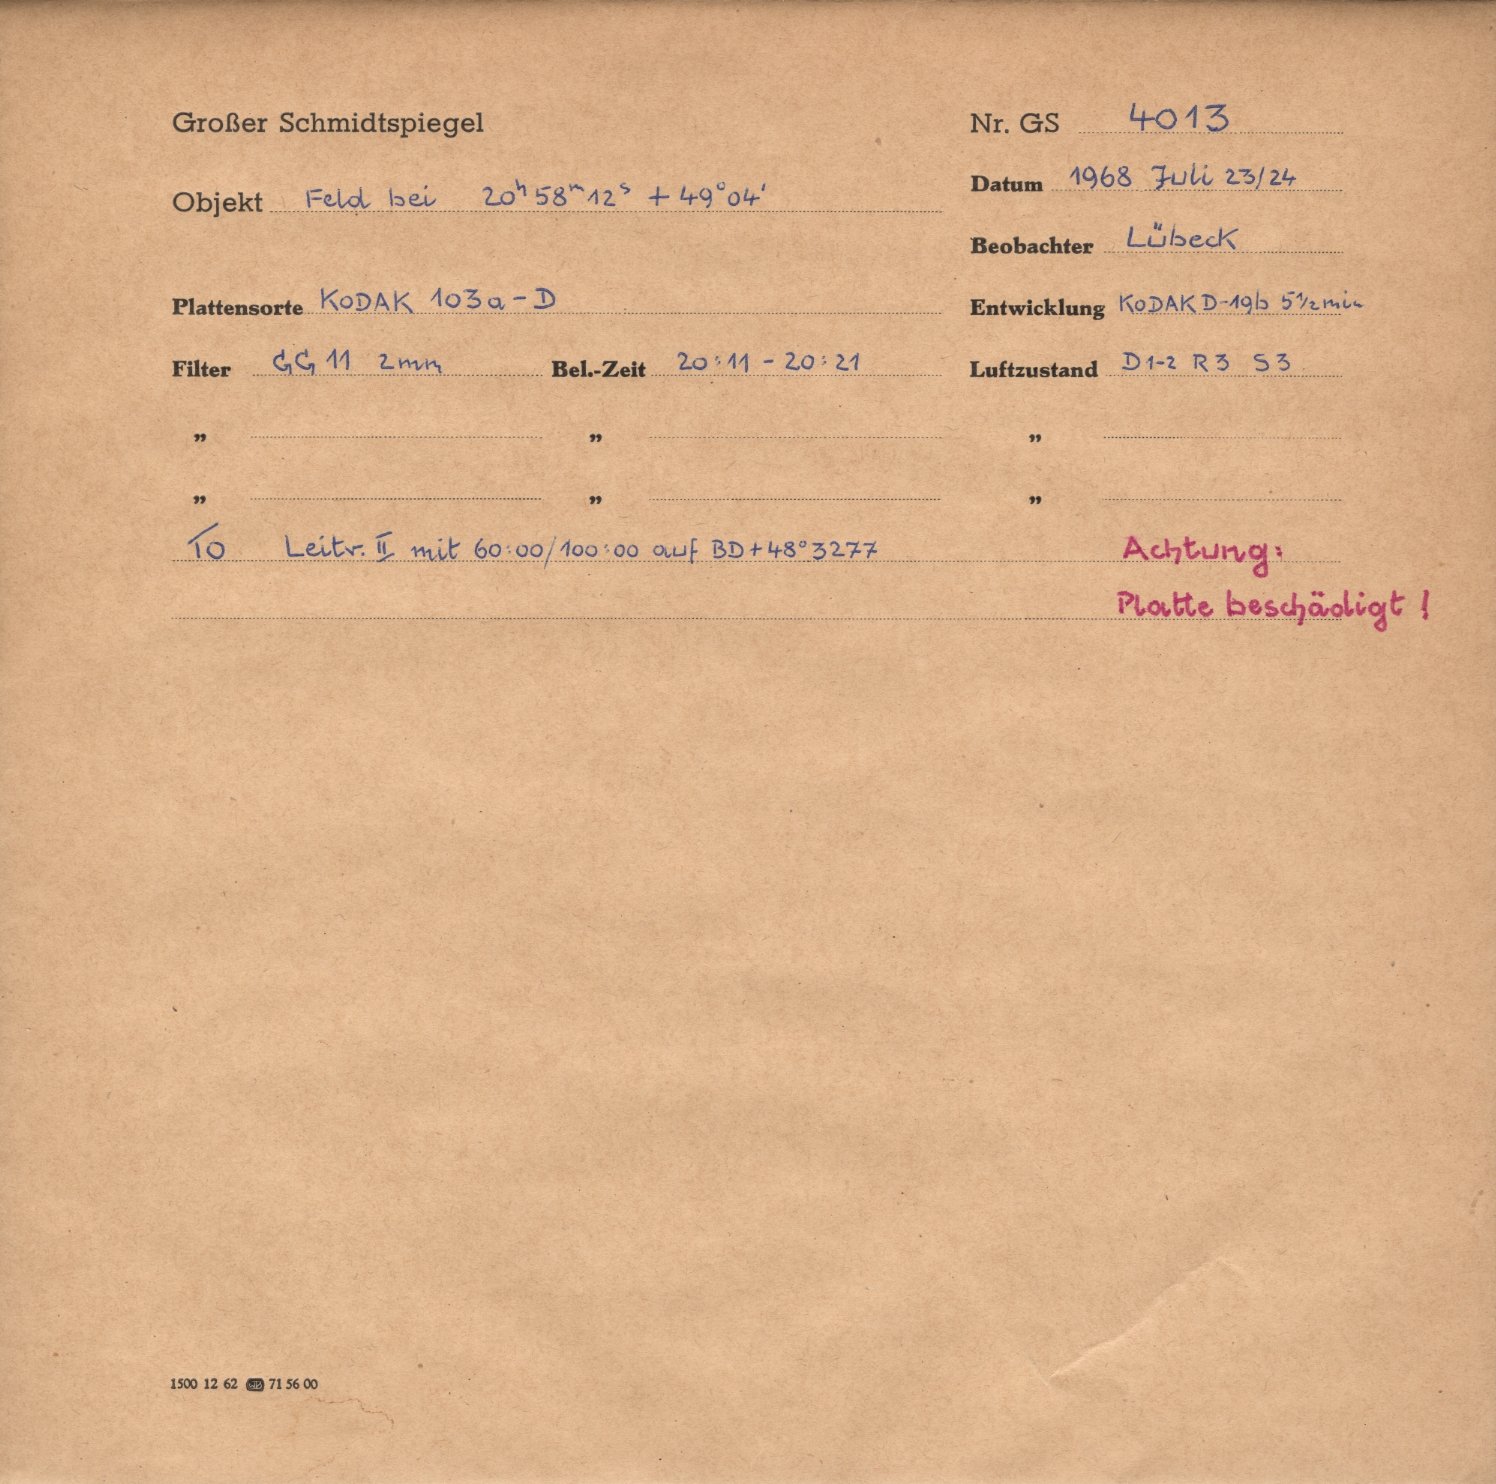 Großer Schmidtspiegel
Nr. GS 4013
Objekt Feld bei 20ʰ 58ᵐ 12ˢ + 49°04'
Datum 1968 Juli 23/24
Beobachter Lübeck
Plattensorte KODAK 103a-D
Entwicklung KODAK D-19b 5½ min
Filter GG 11 2mm Bel.-Zeit 20:11 - 20:21 Luftzustand D1-2 R3 S3
„ „ „
„ „ „
TO Leitr. II mit 60:00/100:00 auf BD+48°3277 Achtung:
Platte beschädigt !
1500 12 62 71 56 00